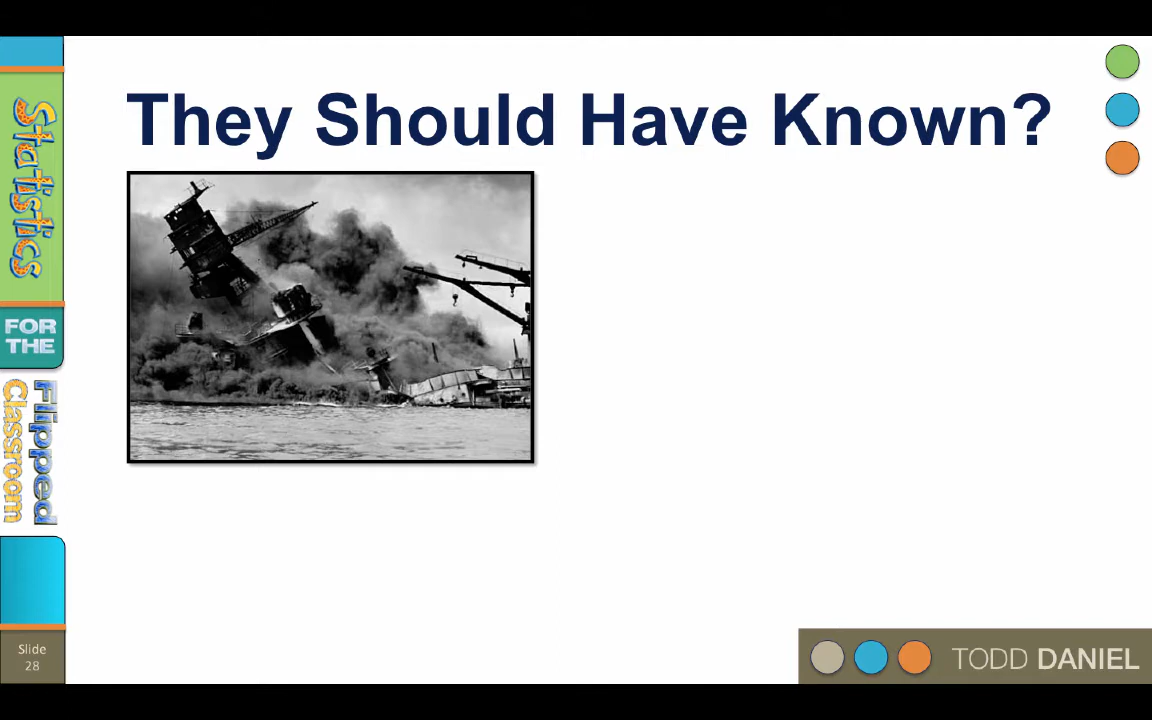 They Should Have Known?
Statistics
FOR
THE
Flipped
Classroom
Slide
28
TODD DANIEL